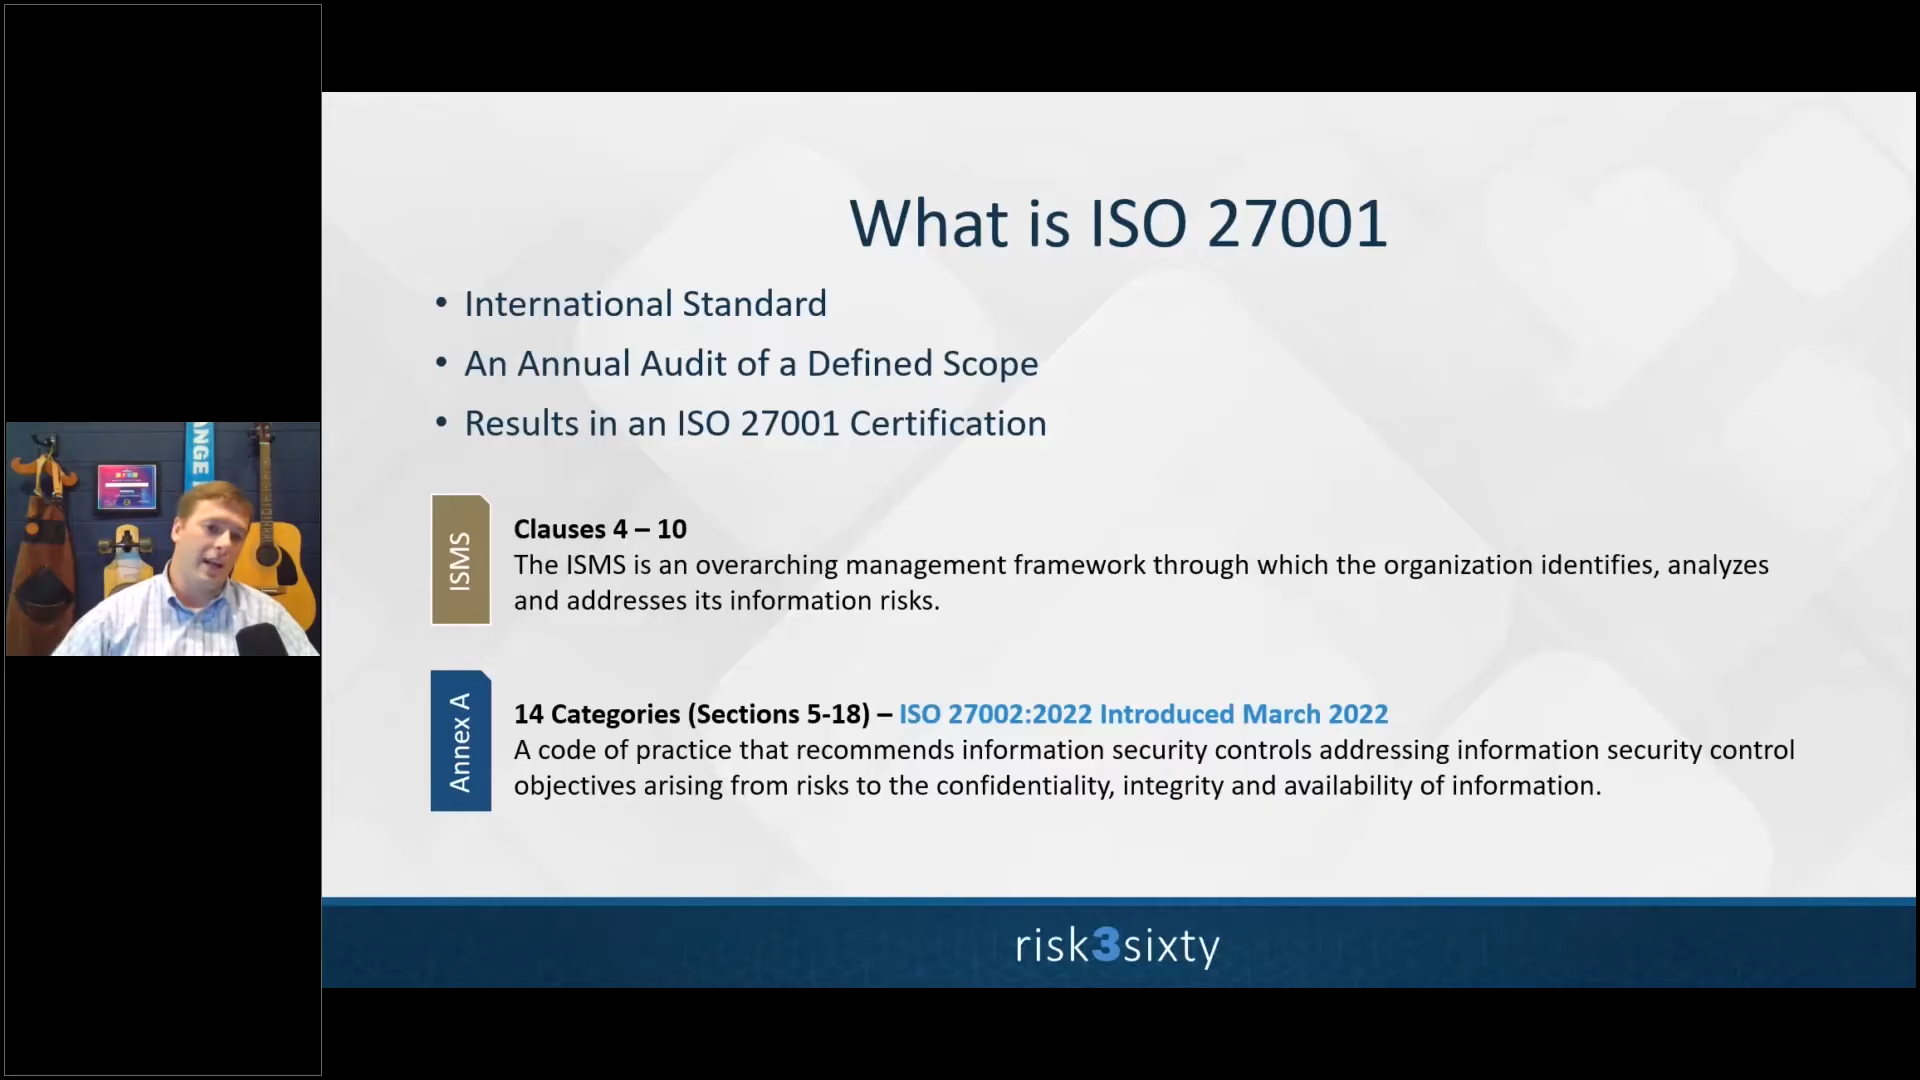 What is ISO 27001
• International Standard
• An Annual Audit of a Defined Scope
• Results in an ISO 27001 Certification
ISMS
Clauses 4 – 10
The ISMS is an overarching management framework through which the organization identifies, analyzes
and addresses its information risks.
Annex A
14 Categories (Sections 5-18) – ISO 27002:2022 Introduced March 2022
A code of practice that recommends information security controls addressing information security control
objectives arising from risks to the confidentiality, integrity and availability of information.
risk3sixty
ANGE